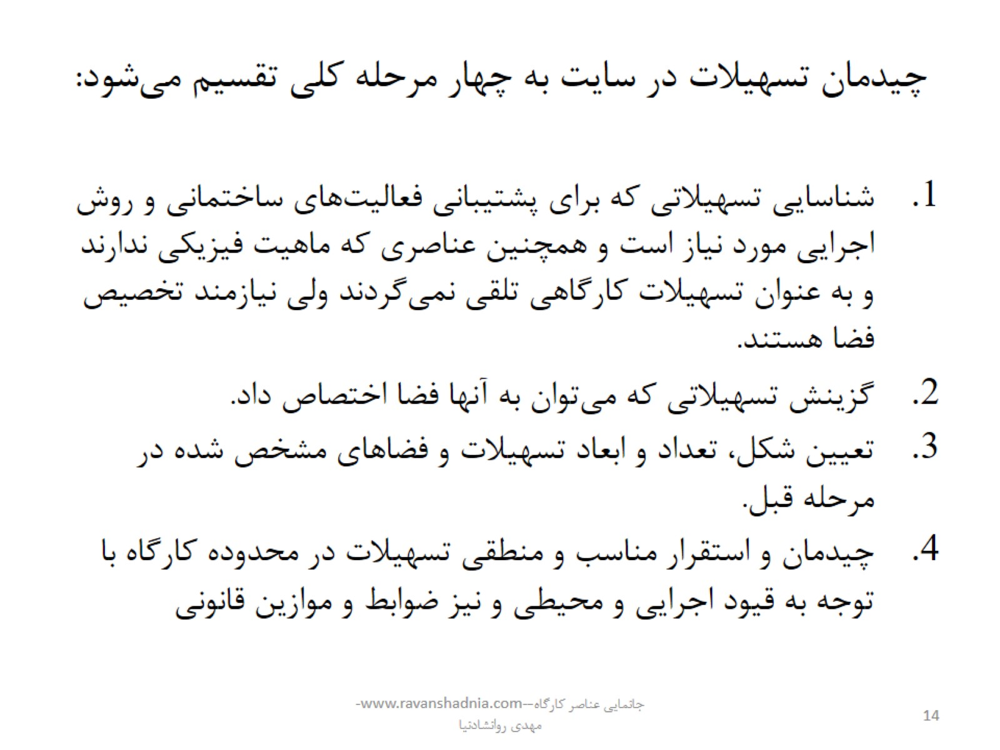 چیدمان تسهیلات در سایت به چهار مرحله کلی تقسیم می‌شود:
1. شناسایی تسهیلاتی که برای پشتیبانی فعالیت‌های ساختمانی و روش
اجرایی مورد نیاز است و همچنین عناصری که ماهیت فیزیکی ندارند
و به عنوان تسهیلات کارگاهی تلقی نمی‌گردند ولی نیازمند تخصیص
فضا هستند.
2. گزینش تسهیلاتی که می‌توان به آنها فضا اختصاص داد.
3. تعیین شکل، تعداد و ابعاد تسهیلات و فضاهای مشخص شده در
مرحله قبل.
4. چیدمان و استقرار مناسب و منطقی تسهیلات در محدوده کارگاه با
توجه به قیود اجرایی و محیطی و نیز ضوابط و موازین قانونی
جانمایی عناصر کارگاه--www.ravanshadnia.com-
مهدی روانشادنیا
14